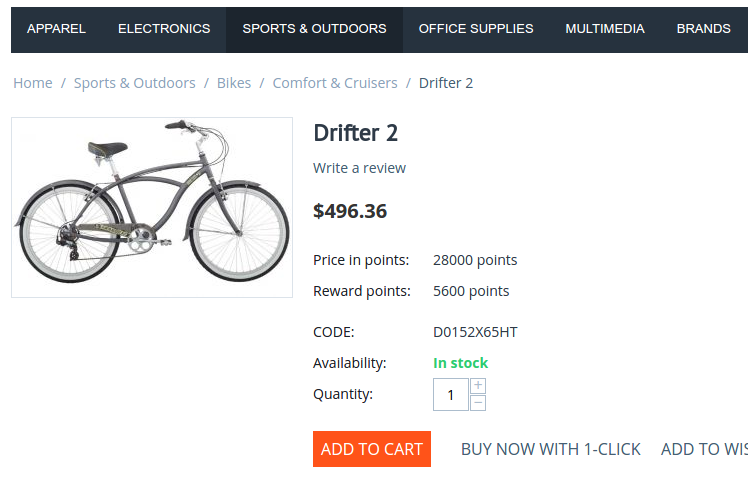 APPAREL ELECTRONICS SPORTS & OUTDOORS OFFICE SUPPLIES MULTIMEDIA BRANDS
Home / Sports & Outdoors / Bikes / Comfort & Cruisers / Drifter 2
Drifter 2
Write a review
$496.36
Price in points: 28000 points
Reward points: 5600 points
CODE: D0152X65HT
Availability: In stock
Quantity: 1 + −
ADD TO CART BUY NOW WITH 1-CLICK ADD TO WIS